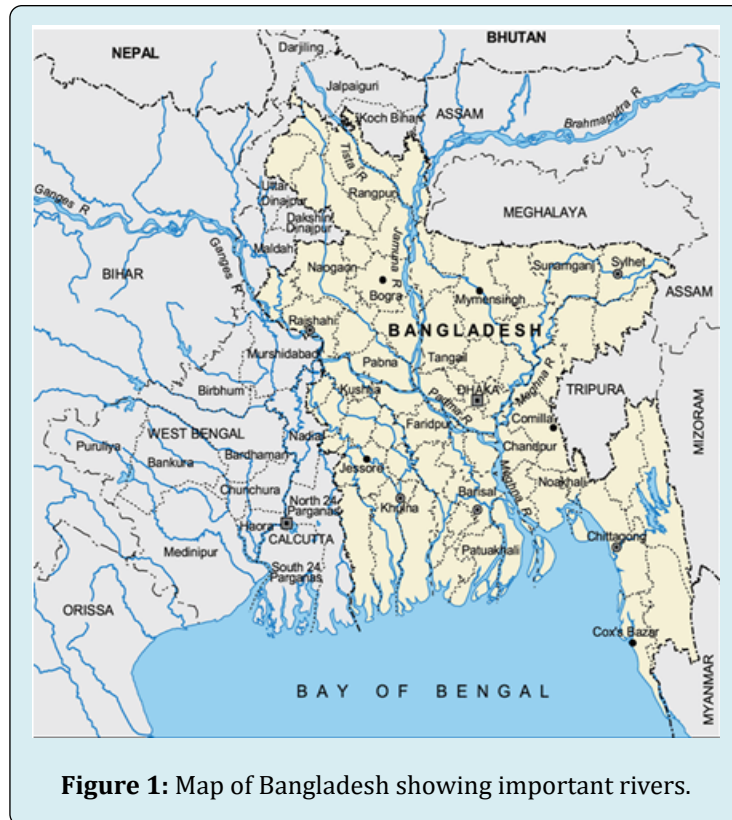 NEPAL
BHUTAN
Darjiling
Jalpaiguri
Koch Bihar
ASSAM
Brahmaputra R
Tista R
Rangpur
Uttar
Dinajpur
Dakshin
Dinajpur
MEGHALAYA
Ganges R
Ganges R
Maldah
BIHAR
Naogaon
Jamuna R
Bogra
Mymensingh
Sunamganj
Sylhet
ASSAM
Rajshahi
BANGLADESH
Murshidabad
Pabna
Tangail
Birbhum
Kushtia
Padma R
DHAKA
Meghna R
TRIPURA
MIZORAM
Faridpur
Comilla
WEST BENGAL
Nadia
Puruliya
Bankura
Bardhaman
Jessore
Chandpur
Chunchura
North 24
Parganas
Khulna
Barisal
Meghna R
Noakhali
Haora
CALCUTTA
Medinipur
Patuakhali
Chittagong
South 24
Parganas
ORISSA
Cox's Bazar
MYANMAR
BAY OF BENGAL
Figure 1: Map of Bangladesh showing important rivers.